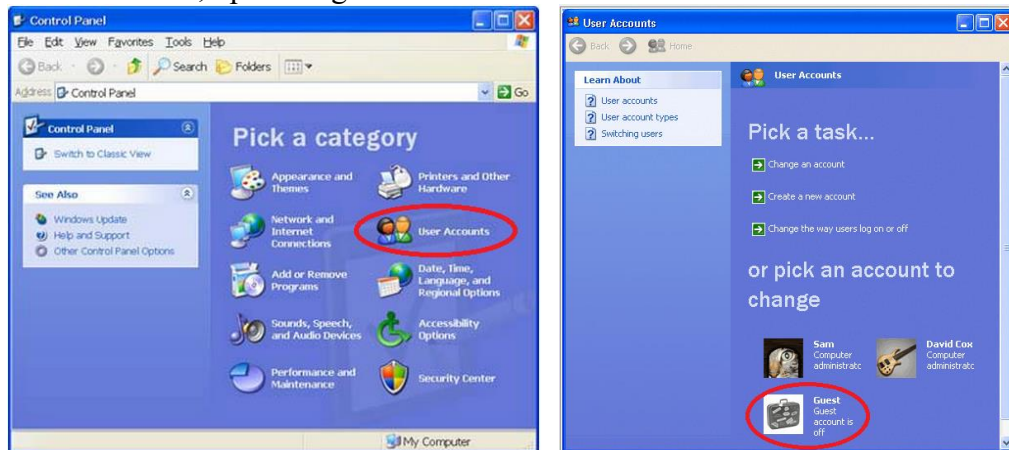 Control Panel
File Edit View Favorites Tools Help
Back Search Folders
Address Control Panel Go
Control Panel
Switch to Classic View
See Also
Windows Update
Help and Support
Other Control Panel Options
Pick a category
Appearance and
Themes
Printers and Other
Hardware
Network and
Internet
Connections
User Accounts
Add or Remove
Programs
Date, Time,
Language, and
Regional Options
Sounds, Speech,
and Audio Devices
Accessibility
Options
Performance and
Maintenance
Security Center
My Computer
User Accounts
Back Home
Learn About
User accounts
User account types
Switching users
User Accounts
Pick a task...
Change an account
Create a new account
Change the way users log on or off
or pick an account to
change
Sam
Computer
administratc
David Cox
Computer
administratc
Guest
Guest
account is
off